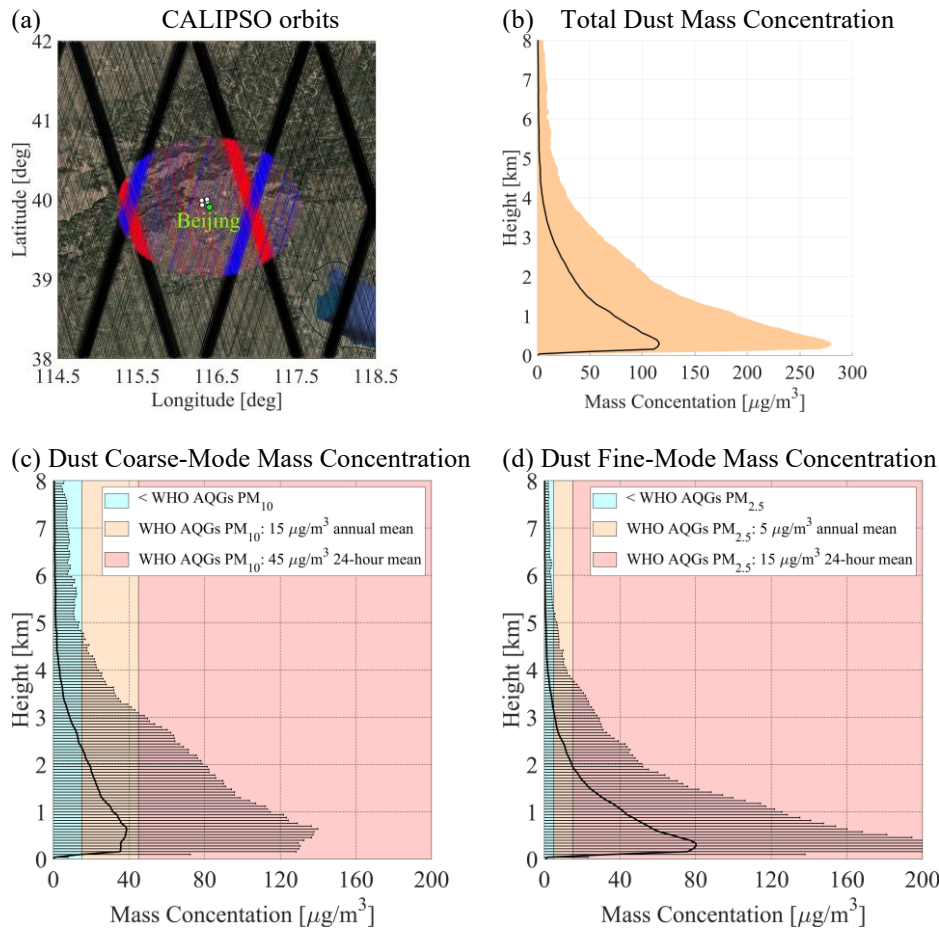 (a) CALIPSO orbits
42
41
40
39
38
Latitude [deg]
Beijing
114.5 115.5 116.5 117.5 118.5
Longitude [deg]
(b) Total Dust Mass Concentration
8
7
6
5
4
3
2
1
0
Height [km]
0 50 100 150 200 250 300
Mass Concentation [μg/m³]
(c) Dust Coarse-Mode Mass Concentration
8
7
6
5
4
3
2
1
0
Height [km]
< WHO AQGs PM₁₀
WHO AQGs PM₁₀: 15 μg/m³ annual mean
WHO AQGs PM₁₀: 45 μg/m³ 24-hour mean
0 40 80 120 160 200
Mass Concentation [μg/m³]
(d) Dust Fine-Mode Mass Concentration
8
7
6
5
4
3
2
1
0
Height [km]
< WHO AQGs PM₂.₅
WHO AQGs PM₂.₅: 5 μg/m³ annual mean
WHO AQGs PM₂.₅: 15 μg/m³ 24-hour mean
0 40 80 120 160 200
Mass Concentation [μg/m³]